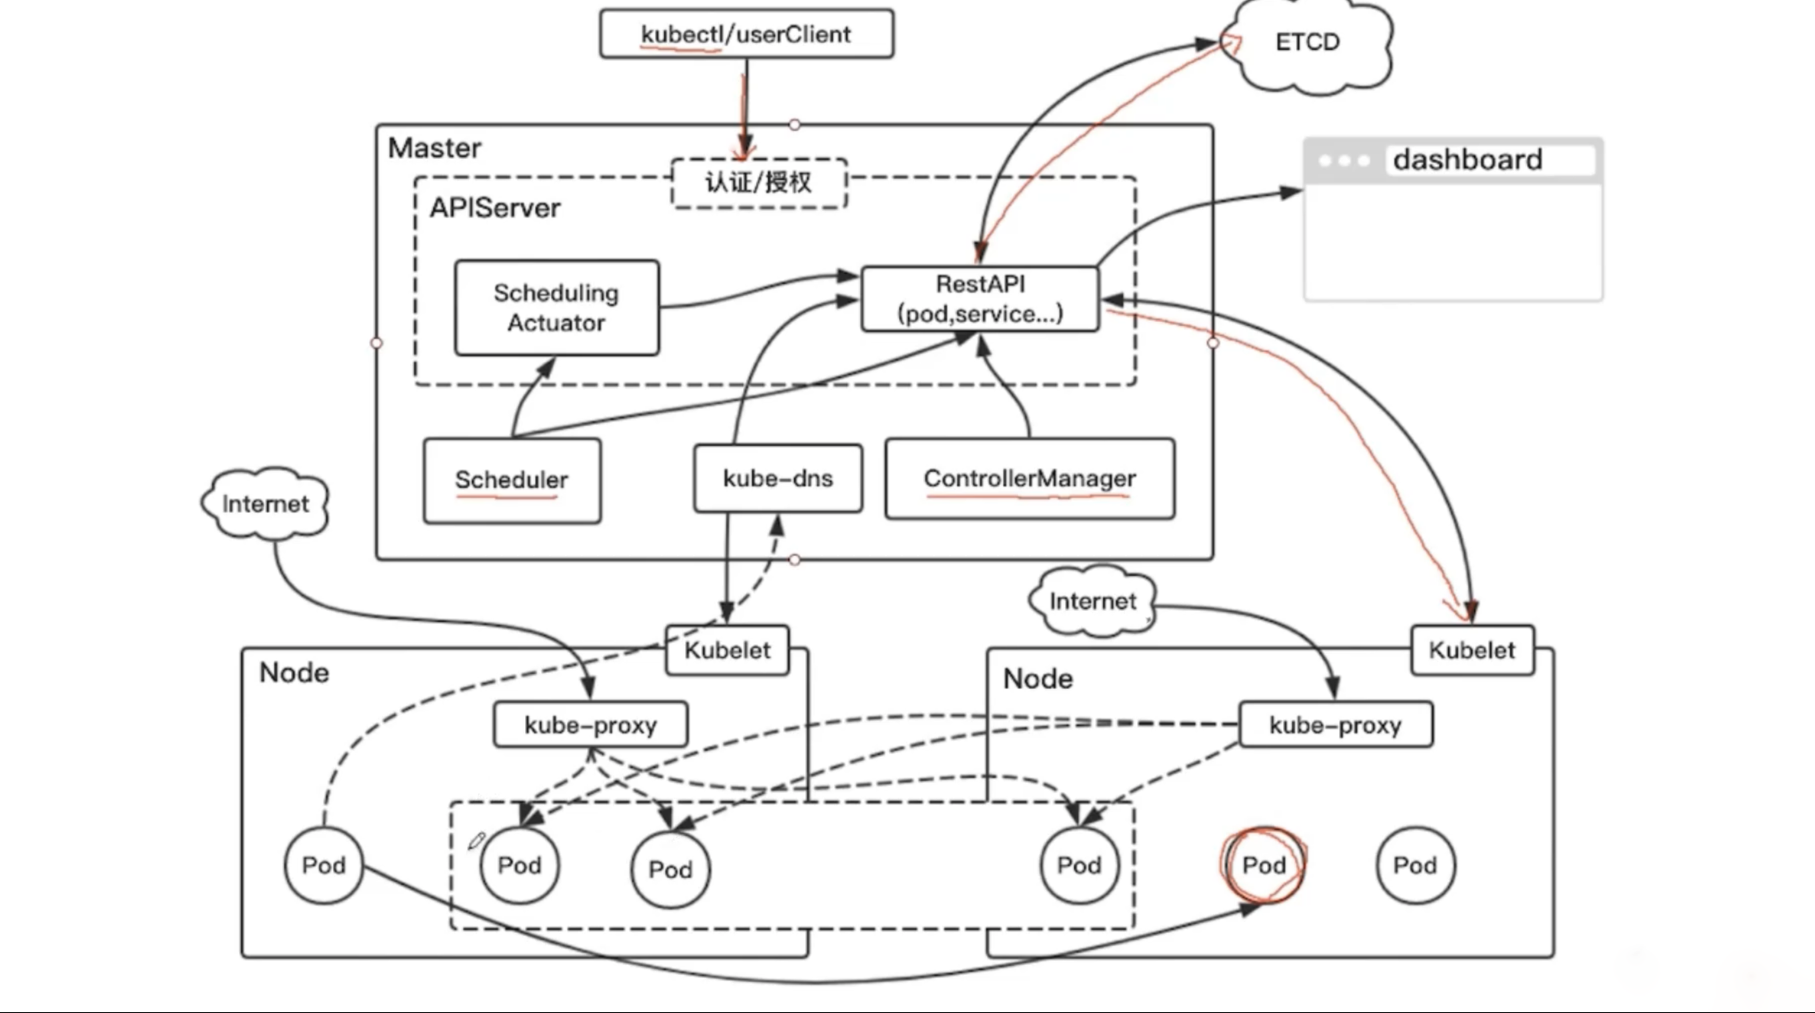 kubectl/userClient
ETCD
Master
认证/授权
dashboard
APIServer
Scheduling
Actuator
RestAPI
(pod,service...)
Scheduler
kube-dns
ControllerManager
Internet
Internet
Node
Kubelet
Node
Kubelet
kube-proxy
kube-proxy
Pod
Pod
Pod
Pod
Pod
Pod